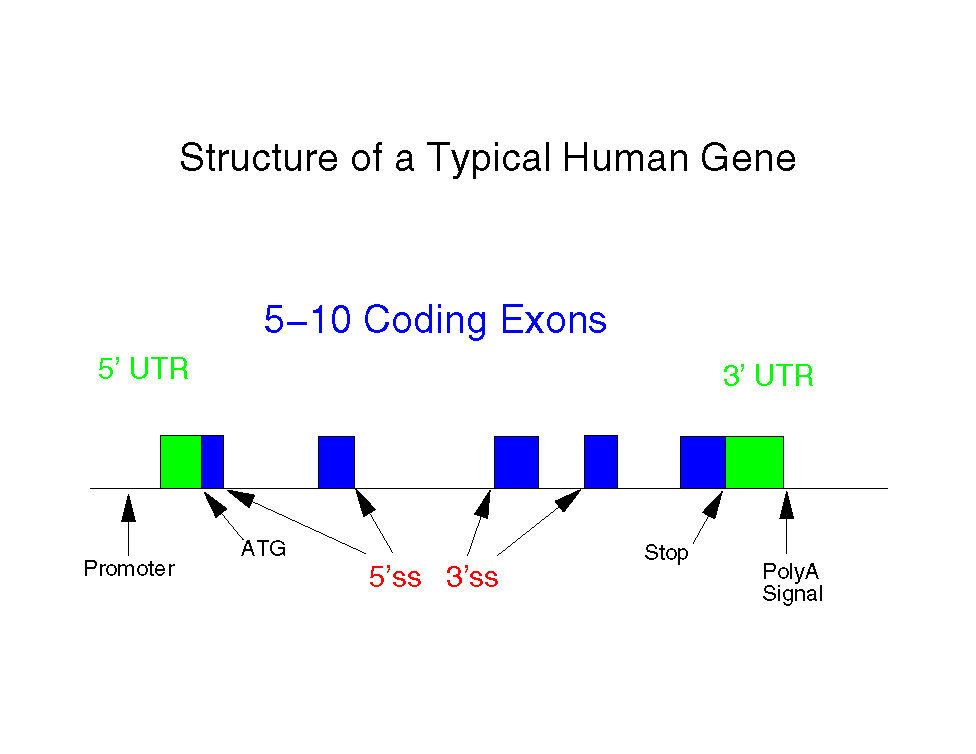 Structure of a Typical Human Gene
5−10 Coding Exons
5’ UTR
3’ UTR
Promoter
ATG
5’ss
3’ss
Stop
PolyA
Signal